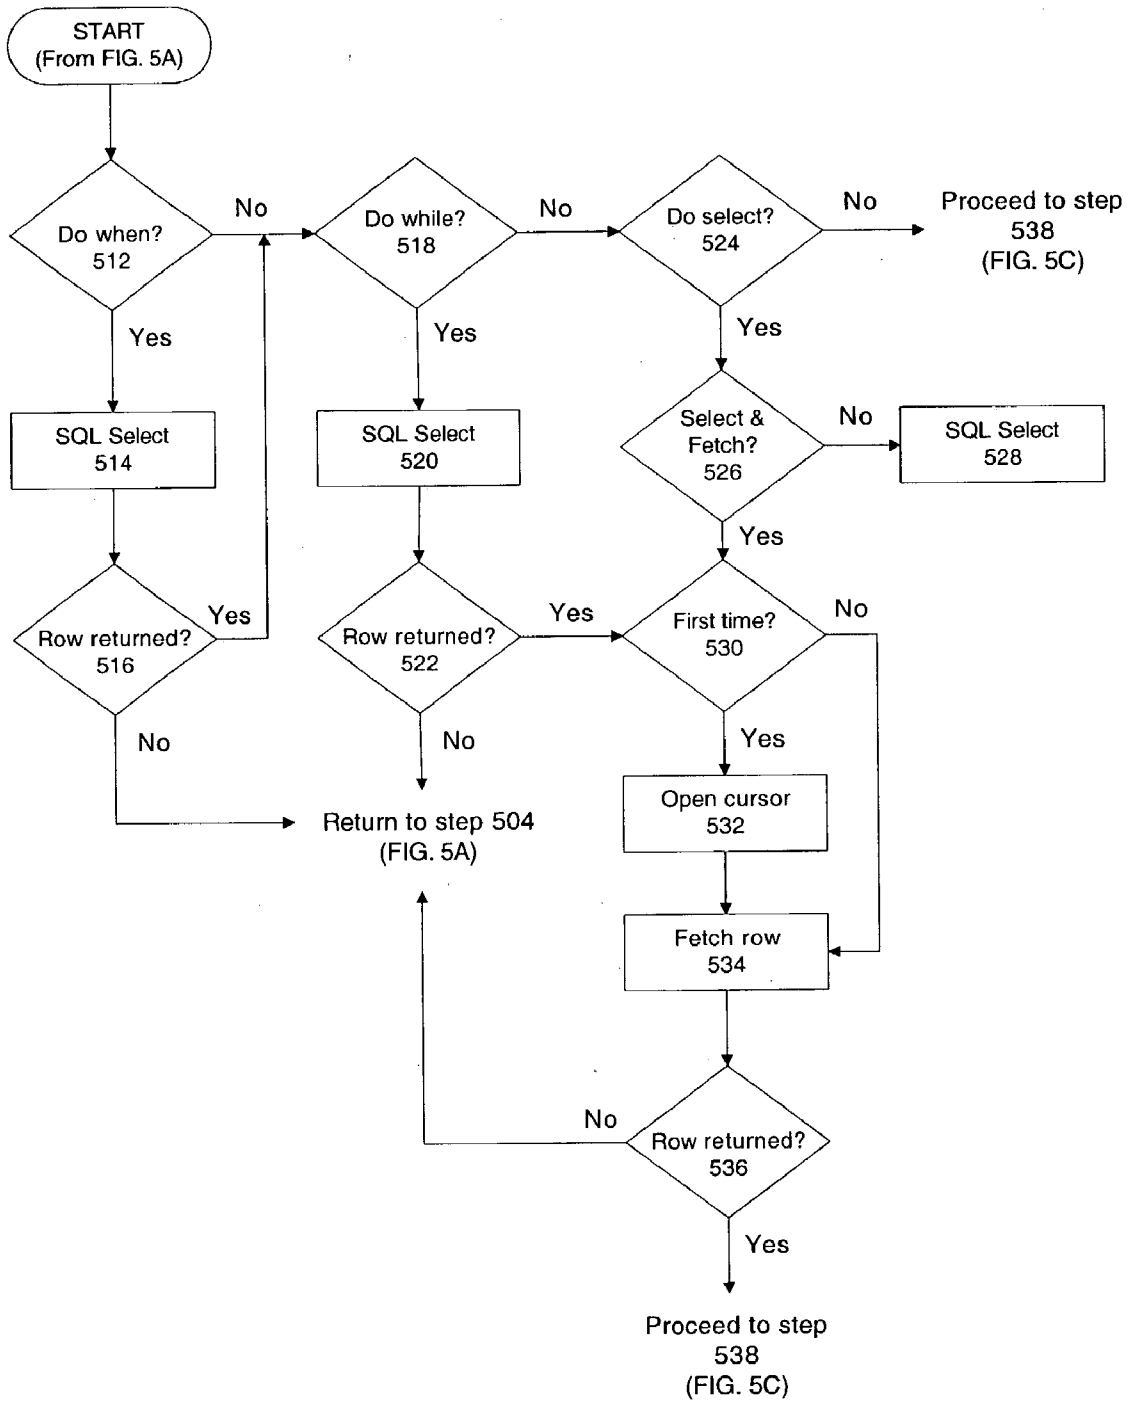 START
(From FIG. 5A)
Do when?
512
No
Do while?
518
No
Do select?
524
No
Proceed to step
538
(FIG. 5C)
Yes
Yes
Yes
SQL Select
514
SQL Select
520
Select &
Fetch?
526
No
SQL Select
528
Yes
Row returned?
516
Yes
Row returned?
522
Yes
First time?
530
No
No
No
Yes
Return to step 504
(FIG. 5A)
Open cursor
532
Fetch row
534
No
Row returned?
536
Yes
Proceed to step
538
(FIG. 5C)